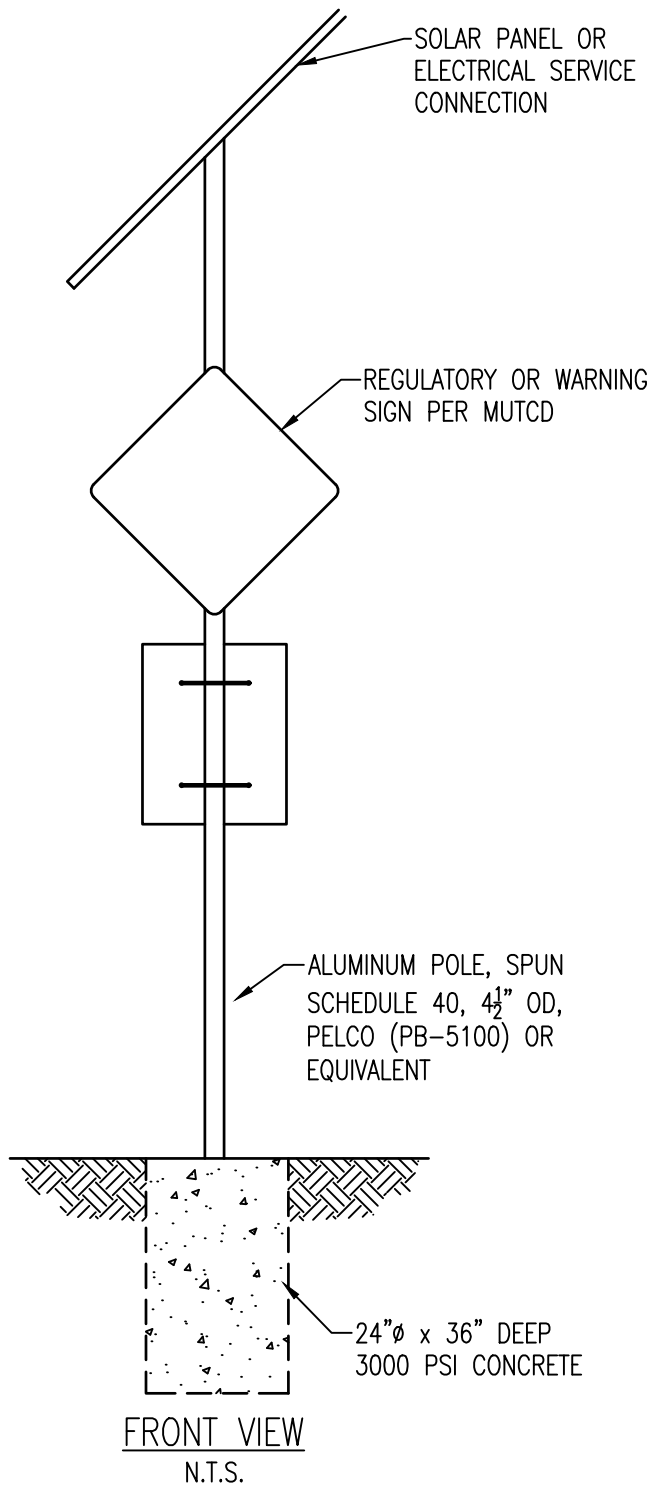 SOLAR PANEL OR
ELECTRICAL SERVICE
CONNECTION
REGULATORY OR WARNING
SIGN PER MUTCD
ALUMINUM POLE, SPUN
SCHEDULE 40, 4½" OD,
PELCO (PB-5100) OR
EQUIVALENT
24"Ø x 36" DEEP
3000 PSI CONCRETE
FRONT VIEW
N.T.S.